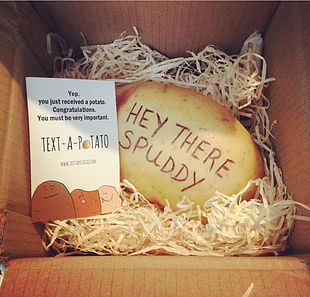 Yep,
you just received a potato.
Congratulations.
You must be very important.
TEXT-A-POTATO
WWW.TEXTAPOTATO.COM
HEY THERE
SPUDDY